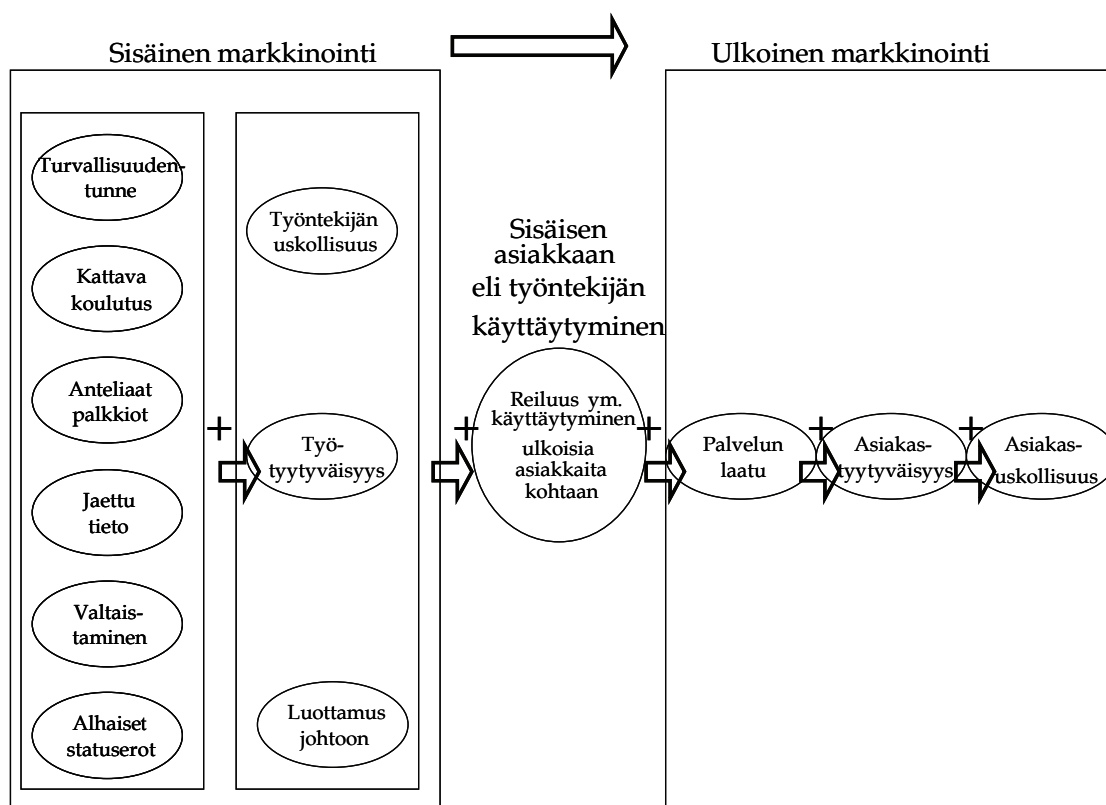 Sisäinen markkinointi
Ulkoinen markkinointi
Turvallisuuden-
tunne
Kattava
koulutus
Anteliaat
palkkiot
Jaettu
tieto
Valtais-
taminen
Alhaiset
statuserot
+
Työntekijän
uskollisuus
Työ-
tyytyväisyys
Luottamus
johtoon
+
Sisäisen
asiakkaan
eli työntekijän
käyttäytyminen
Reiluus ym.
käyttäytyminen
ulkoisia
asiakkaita
kohtaan
+
Palvelun
laatu
+
Asiakas-
tyytyväisyys
+
Asiakas-
uskollisuus